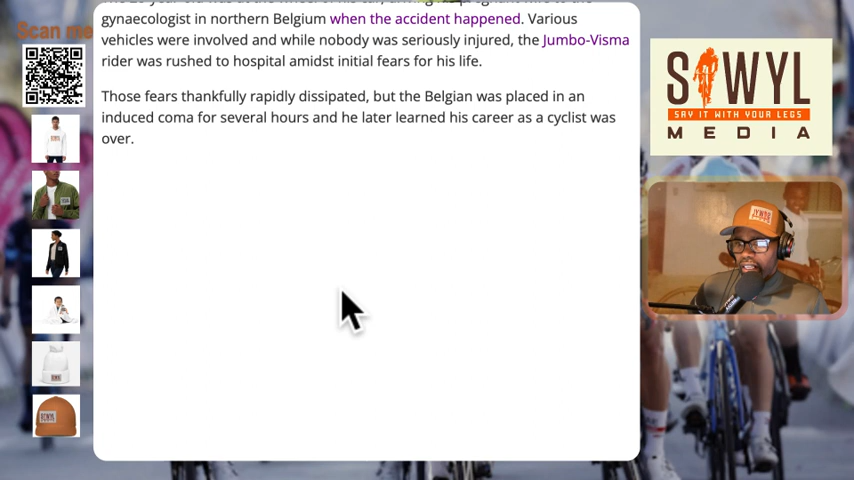 gynaecologist in northern Belgium when the accident happened. Various
vehicles were involved and while nobody was seriously injured, the Jumbo-Visma
rider was rushed to hospital amidst initial fears for his life.
Those fears thankfully rapidly dissipated, but the Belgian was placed in an
induced coma for several hours and he later learned his career as a cyclist was
over.
Scan me
S WYL
SAY IT WITH YOUR LEGS
MEDIA